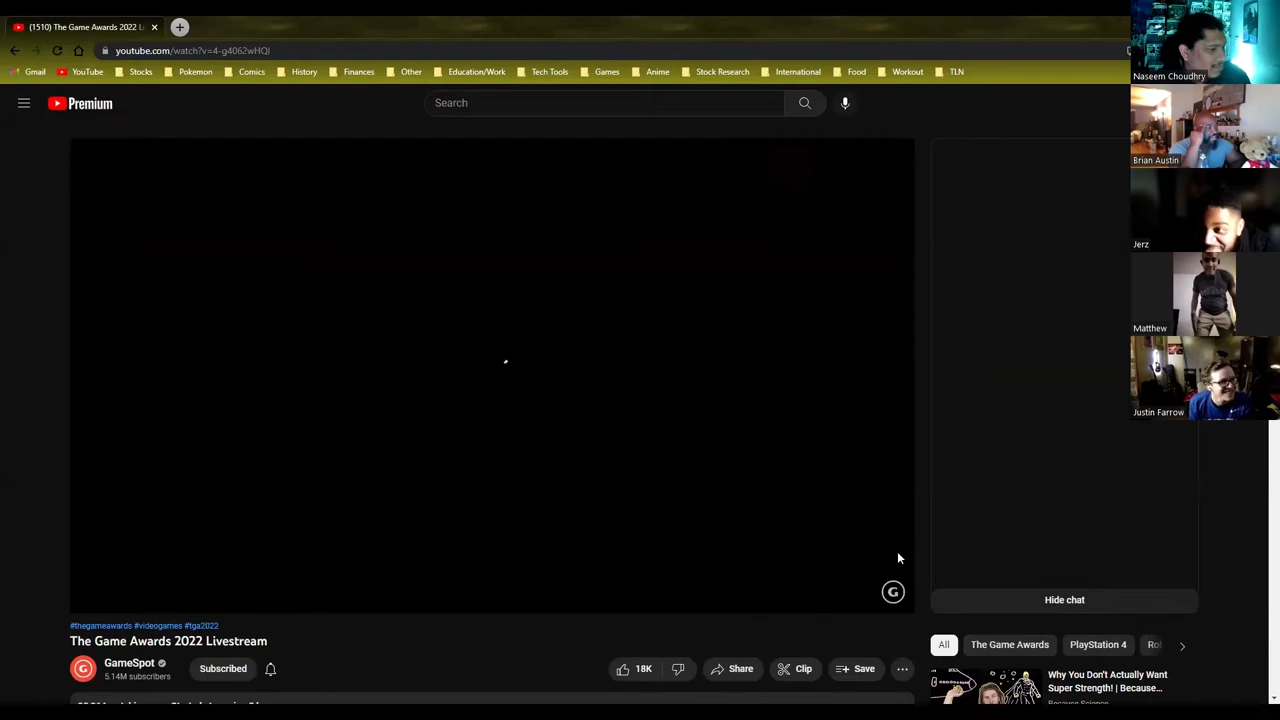 (1510) The Game Awards 2022 Li
youtube.com/watch?v=4-g4062wHQI
Gmail YouTube Stocks Pokemon Comics History Finances Other Education/Work Tech Tools Games Anime Stock Research International Food Workout TLN
Premium
Search
Naseem Choudhry
Brian Austin
Jerz
Matthew
Justin Farrow
G
Hide chat
#thegameawards #videogames #tga2022
The Game Awards 2022 Livestream
GameSpot
5.14M subscribers
Subscribed
18K
Share
Clip
Save
All
The Game Awards
PlayStation 4
Rol
Why You Don't Actually Want
Super Strength! | Because...